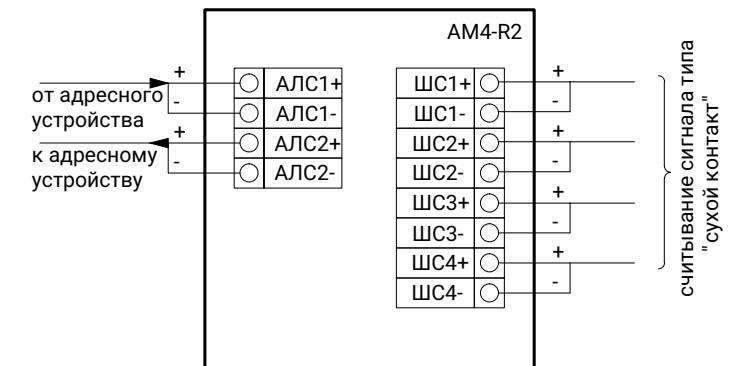 АМ4-R2
+
от адресного
устройства
-
+
к адресному
устройству
-
АЛС1+
АЛС1-
АЛС2+
АЛС2-
ШС1+
ШС1-
ШС2+
ШС2-
ШС3+
ШС3-
ШС4+
ШС4-
+
-
+
-
+
-
+
-
считывание сигнала типа
"сухой контакт"